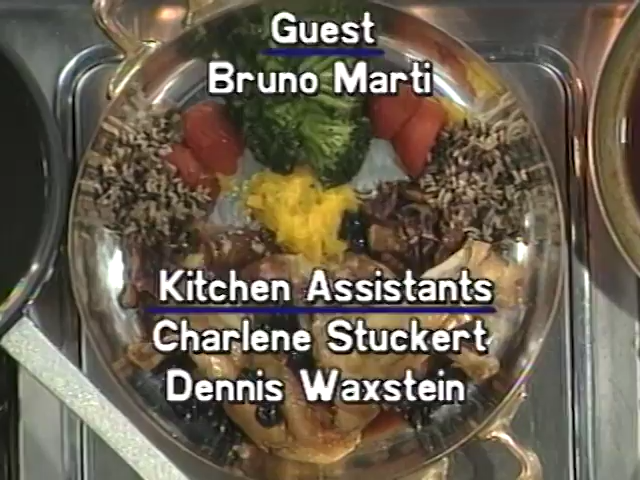 Guest
Bruno Marti
Kitchen Assistants
Charlene Stuckert
Dennis Waxstein